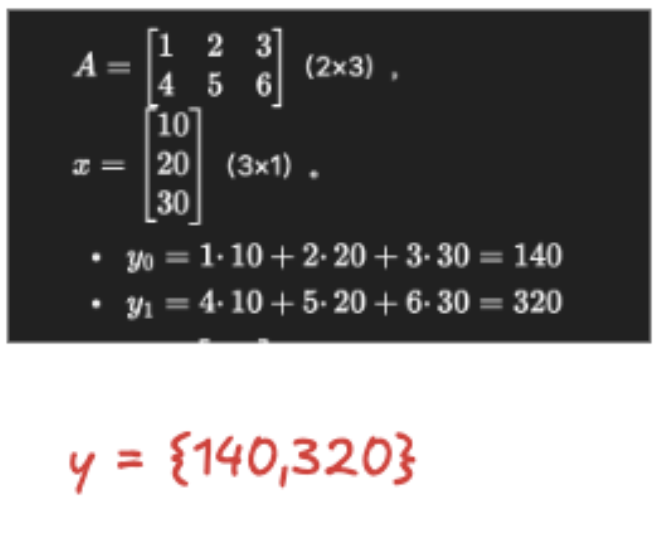 A = [1 2 3
4 5 6] (2×3) ,
x = [10
20
30] (3×1) 。
• y₀ = 1· 10 + 2· 20 + 3· 30 = 140
• y₁ = 4· 10 + 5· 20 + 6· 30 = 320
y = {140,320}